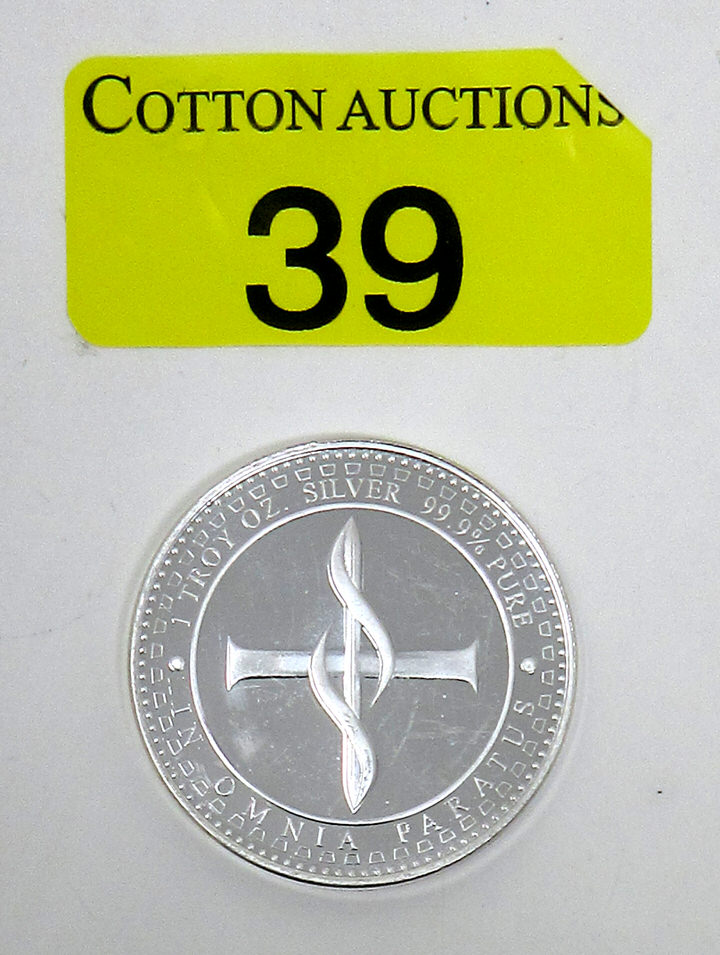 COTTON AUCTIONS
39
1 TROY OZ. SILVER 99.9% PURE
IN OMNIA PARATUS